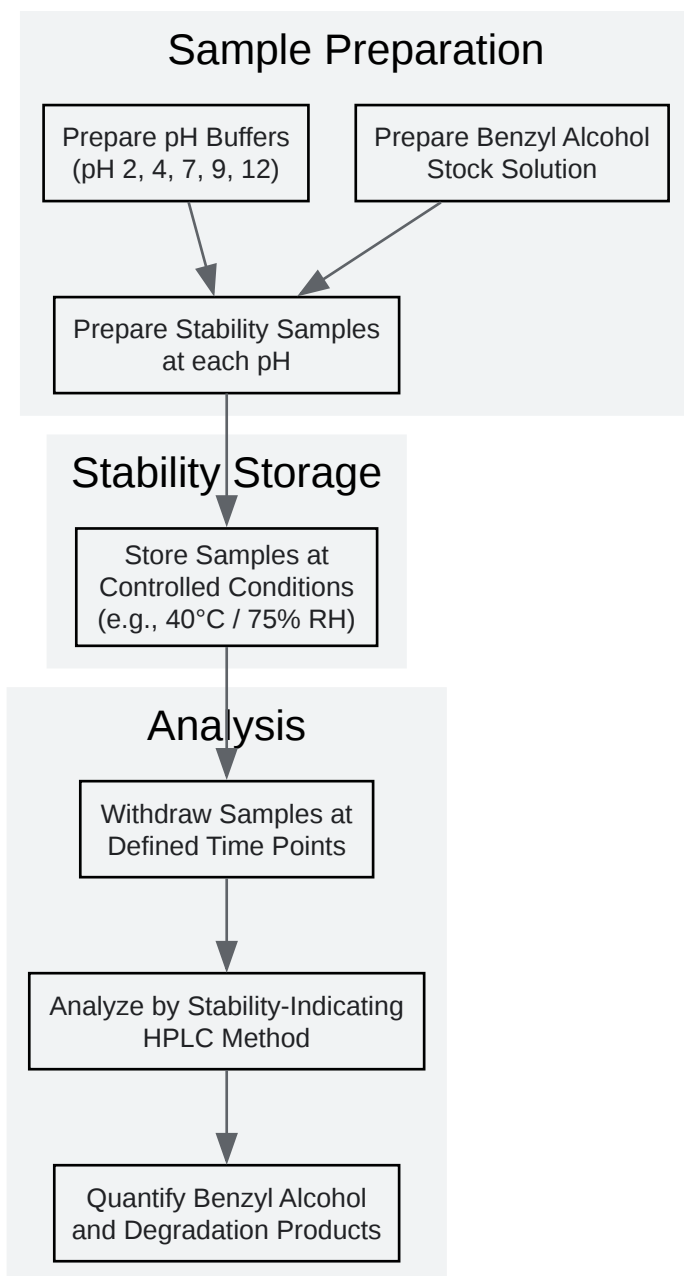 Sample Preparation
Prepare pH Buffers
(pH 2, 4, 7, 9, 12)
Prepare Benzyl Alcohol
Stock Solution
Prepare Stability Samples
at each pH
Stability Storage
Store Samples at
Controlled Conditions
(e.g., 40°C / 75% RH)
Analysis
Withdraw Samples at
Defined Time Points
Analyze by Stability-Indicating
HPLC Method
Quantify Benzyl Alcohol
and Degradation Products